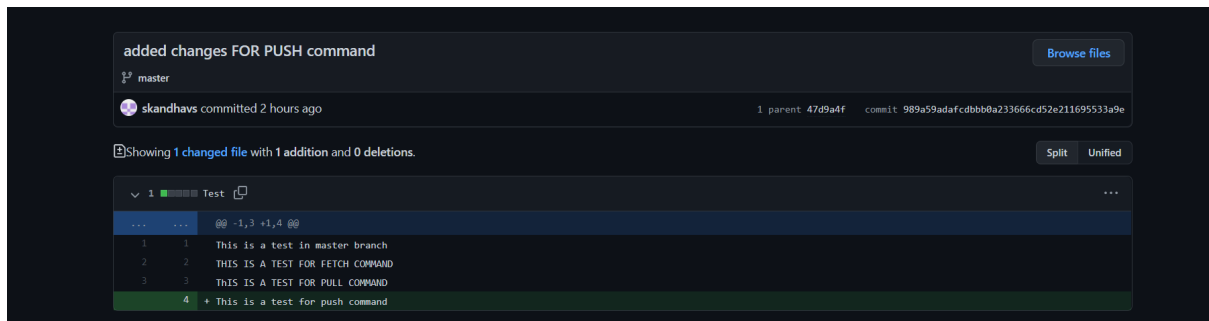 added changes FOR PUSH command
Browse files
master
skandhavs committed 2 hours ago
1 parent 47d9a4f commit 989a59adafcdbbb0a233666cd52e211695533a9e
Showing 1 changed file with 1 addition and 0 deletions.
Split Unified
1 Test ...
... ... @@ -1,3 +1,4 @@
1 1 This is a test in master branch
2 2 THIS IS A TEST FOR FETCH COMMAND
3 3 ThIS IS A TEST FOR PULL COMMAND
4 + This is a test for push command